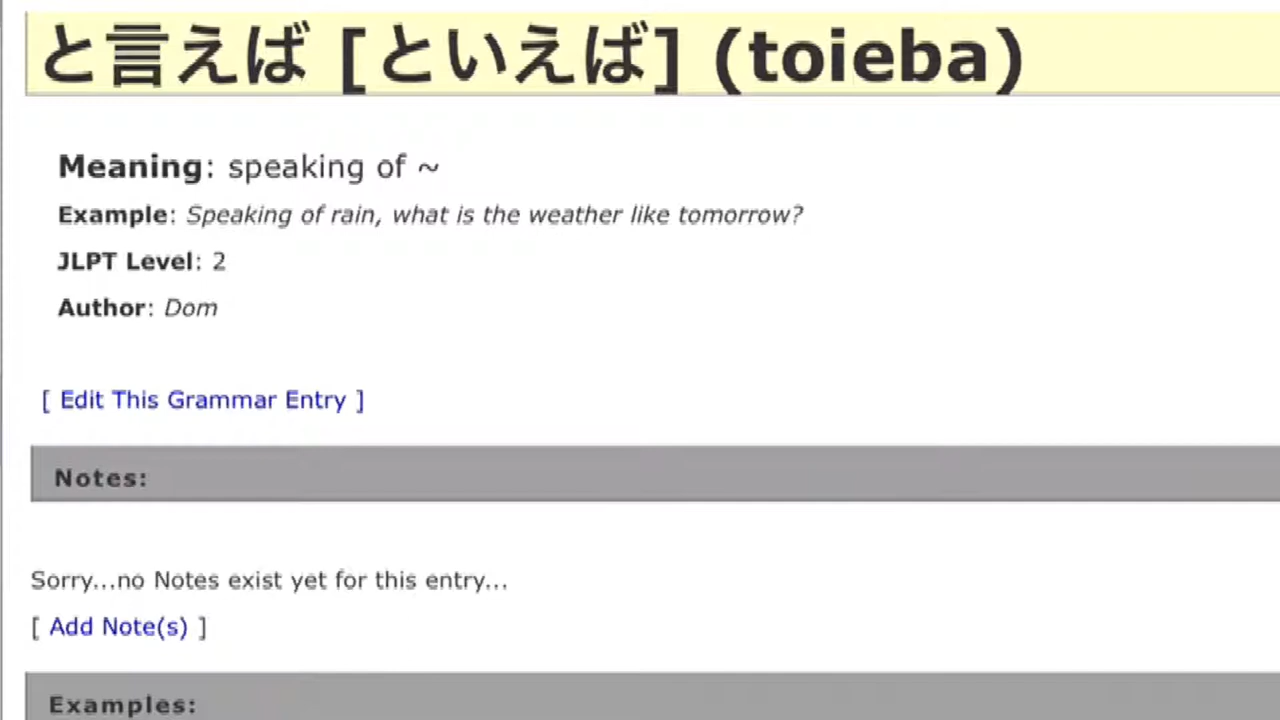 と言えば [といえば] (toieba)
Meaning: speaking of ~
Example: Speaking of rain, what is the weather like tomorrow?
JLPT Level: 2
Author: Dom
[ Edit This Grammar Entry ]
Notes:
Sorry...no Notes exist yet for this entry...
[ Add Note(s) ]
Examples: